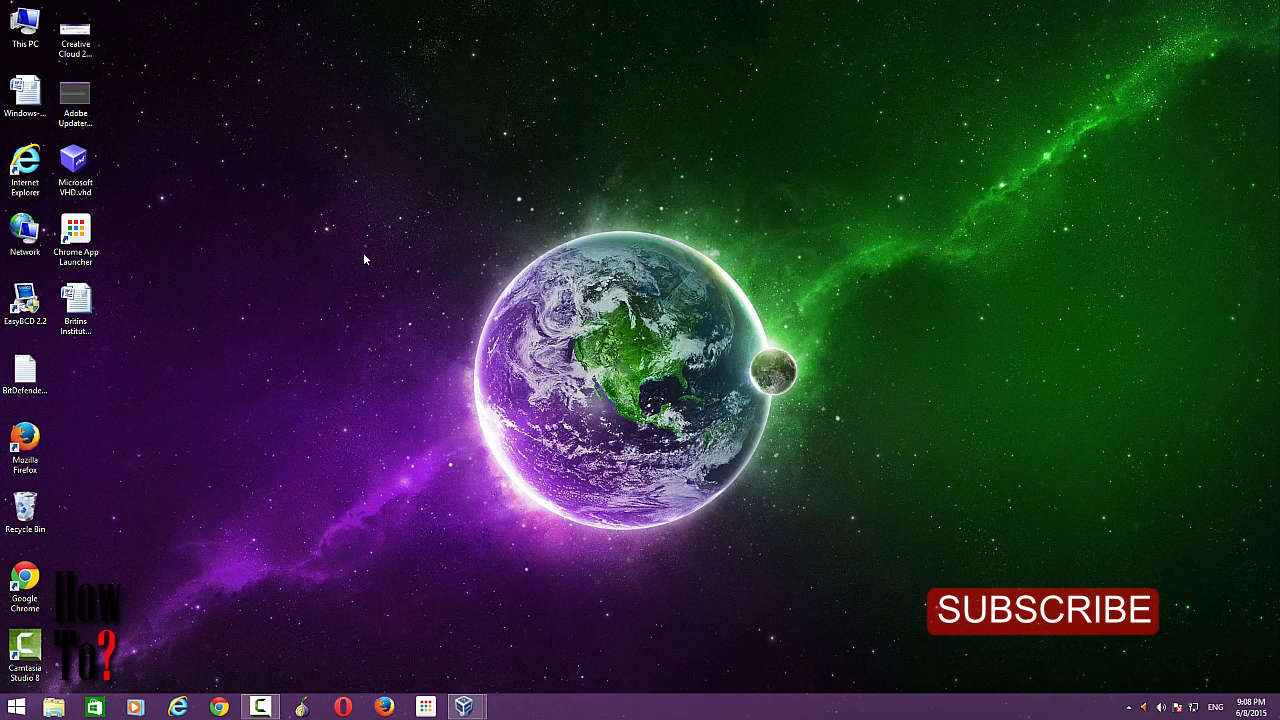 This PC
Creative
Cloud 2...
Windows-...
Adobe
Updater...
Internet
Explorer
Microsoft
VHD.vhd
Network
Chrome App
Launcher
EasyBCD 2.2
Britins
Institut...
BitDefende...
Mozilla
Firefox
Recycle Bin
Google
Chrome
Camtasia
Studio 8
How
To?
SUBSCRIBE
ENG
9:08 PM
6/8/2015